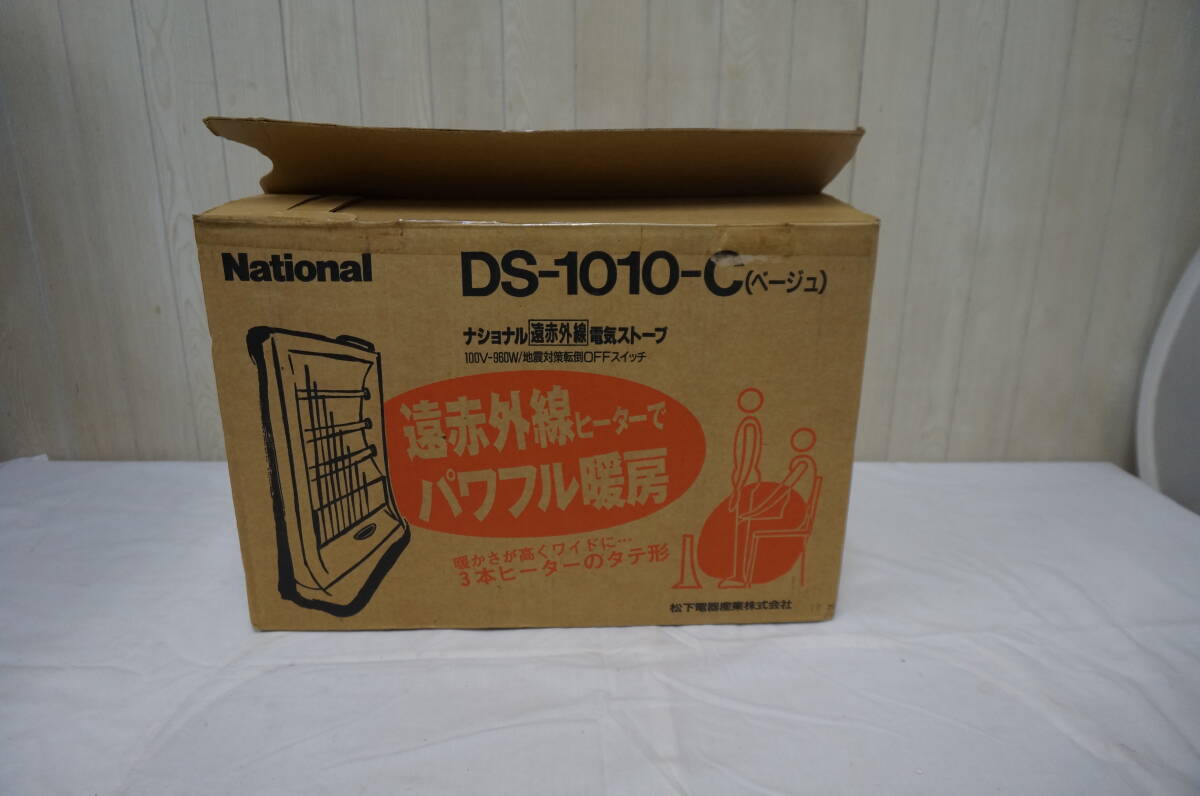 National
DS-1010-C(ベージュ)
ナショナル遠赤外線電気ストーブ
100V-960W/地震対策転倒OFFスイッチ
遠赤外線ヒーターで
パワフル暖房
暖かさが高くワイドに…
3本ヒーターのタテ形
松下電器産業株式会社